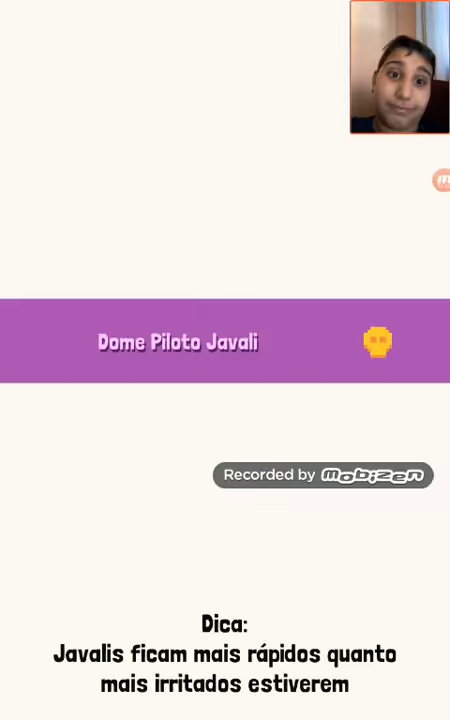 Dome Piloto Javali
Recorded by mobizen
Dica:
Javalis ficam mais rápidos quanto
mais irritados estiverem